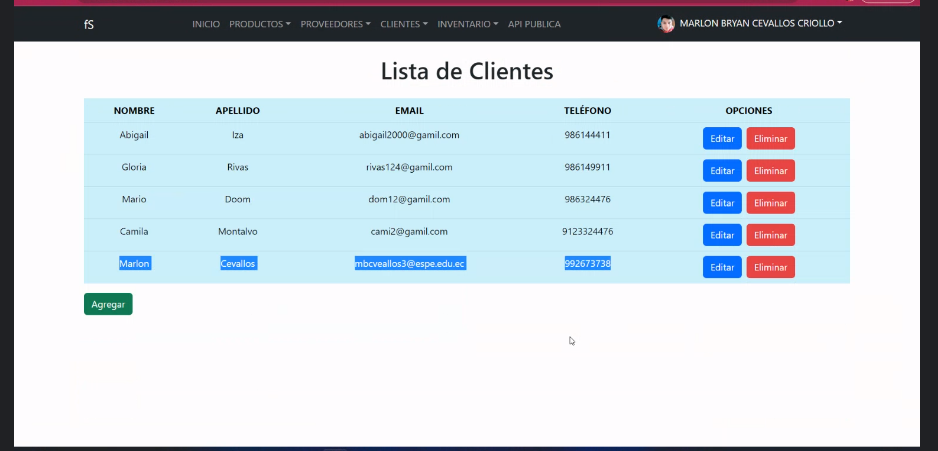 fS INICIO PRODUCTOS PROVEEDORES CLIENTES INVENTARIO API PUBLICA MARLON BRYAN CEVALLOS CRIOLLO
Lista de Clientes
NOMBRE APELLIDO EMAIL TELÉFONO OPCIONES
Abigail Iza abigail2000@gamil.com 986144411 Editar Eliminar
Gloria Rivas rivas124@gamil.com 986149911 Editar Eliminar
Mario Doom dom12@gamil.com 986324476 Editar Eliminar
Camila Montalvo cami2@gamil.com 9123324476 Editar Eliminar
Marlon Cevallos mbcveallos3@espe.edu.ec 992673738 Editar Eliminar
Agregar